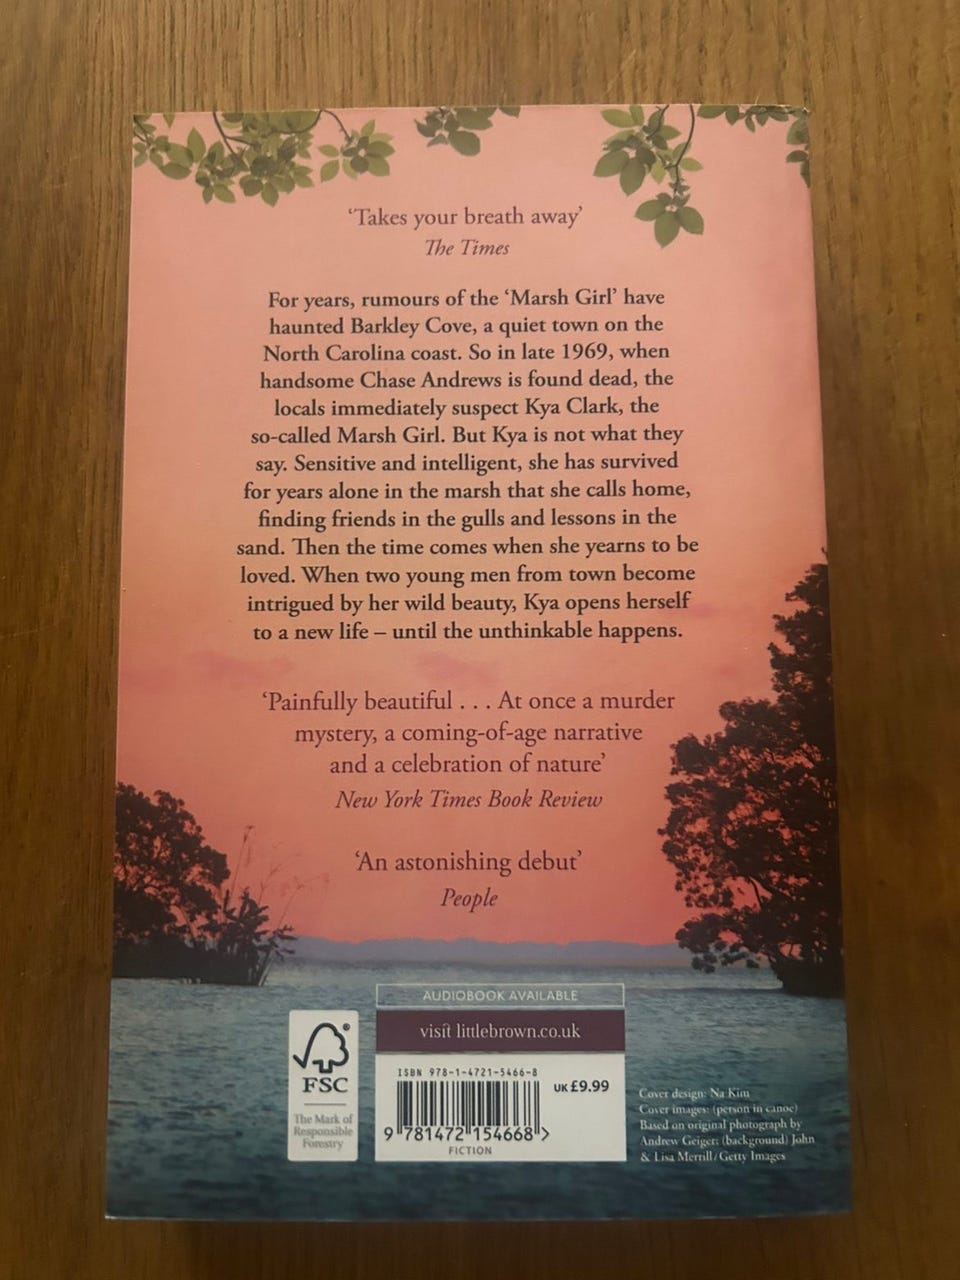 ‘Takes your breath away’
The Times
For years, rumours of the ‘Marsh Girl’ have
haunted Barkley Cove, a quiet town on the
North Carolina coast. So in late 1969, when
handsome Chase Andrews is found dead, the
locals immediately suspect Kya Clark, the
so-called Marsh Girl. But Kya is not what they
say. Sensitive and intelligent, she has survived
for years alone in the marsh that she calls home,
finding friends in the gulls and lessons in the
sand. Then the time comes when she yearns to be
loved. When two young men from town become
intrigued by her wild beauty, Kya opens herself
to a new life – until the unthinkable happens.
‘Painfully beautiful . . . At once a murder
mystery, a coming-of-age narrative
and a celebration of nature’
New York Times Book Review
‘An astonishing debut’
People
AUDIOBOOK AVAILABLE
visit littlebrown.co.uk
®
FSC
The Mark of
Responsible
Forestry
ISBN 978-1-4721-5466-8
UK £9.99
9 781472 154668 >
FICTION
Cover design: Na Kim
Cover images: (person in canoe)
Based on original photograph by
Andrew Geiger; (background) John
& Lisa Merrill/Getty Images